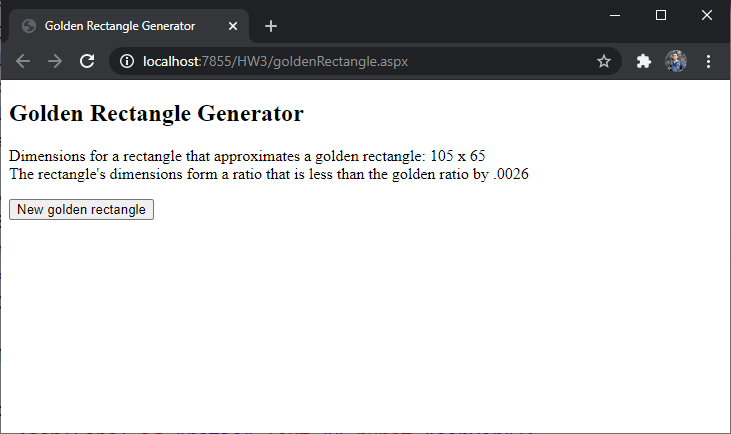 Golden Rectangle Generator
localhost:7855/HW3/goldenRectangle.aspx
Golden Rectangle Generator
Dimensions for a rectangle that approximates a golden rectangle: 105 x 65
The rectangle's dimensions form a ratio that is less than the golden ratio by .0026
New golden rectangle